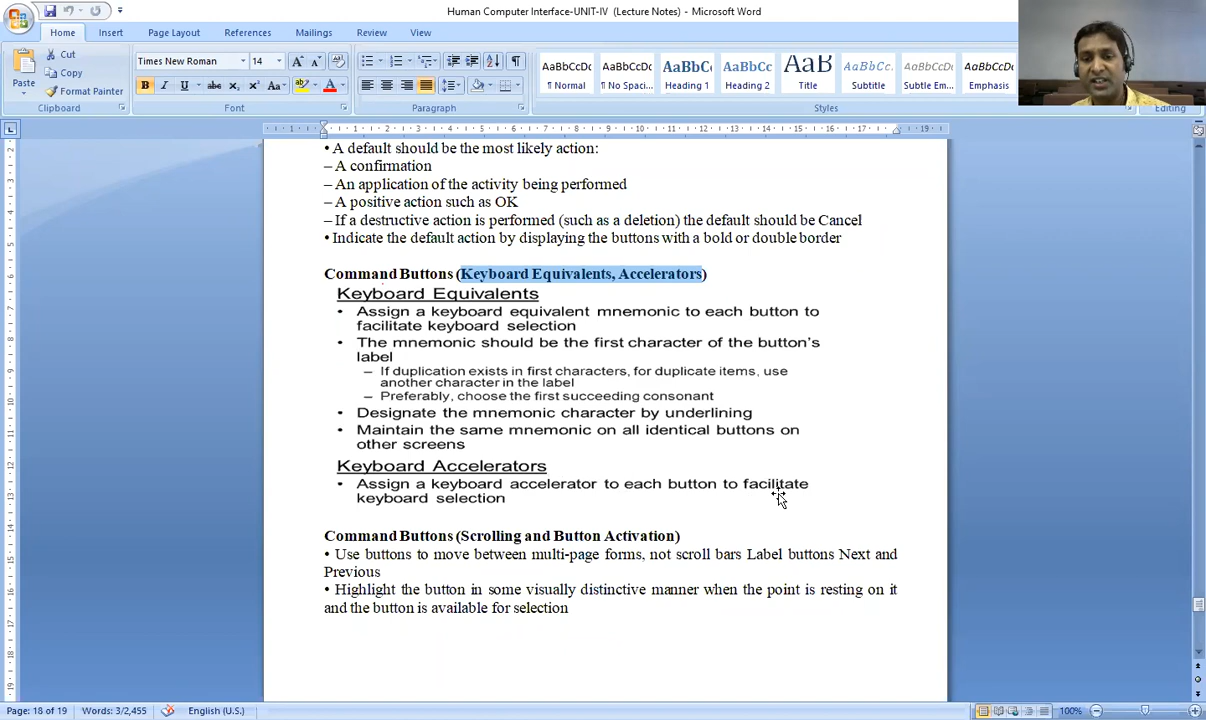 Human Computer Interface-UNIT-IV (Lecture Notes) - Microsoft Word
Home Insert Page Layout References Mailings Review View
Paste
Cut
Copy
Format Painter
Clipboard
Times New Roman 14
Font
Paragraph
AaBbCcDc AaBbCcDc AaBbC AaBbCc AaB AaBbCcI AaBbCcDc AaBbCcDc
¶ Normal ¶ No Spaci... Heading 1 Heading 2 Title Subtitle Subtle Em... Emphasis
Styles
Editing
• A default should be the most likely action:
– A confirmation
– An application of the activity being performed
– A positive action such as OK
– If a destructive action is performed (such as a deletion) the default should be Cancel
• Indicate the default action by displaying the buttons with a bold or double border
Command Buttons (Keyboard Equivalents, Accelerators)
Keyboard Equivalents
• Assign a keyboard equivalent mnemonic to each button to
facilitate keyboard selection
• The mnemonic should be the first character of the button's
label
– If duplication exists in first characters, for duplicate items, use
another character in the label
– Preferably, choose the first succeeding consonant
• Designate the mnemonic character by underlining
• Maintain the same mnemonic on all identical buttons on
other screens
Keyboard Accelerators
• Assign a keyboard accelerator to each button to facilitate
keyboard selection
Command Buttons (Scrolling and Button Activation)
• Use buttons to move between multi-page forms, not scroll bars Label buttons Next and
Previous
• Highlight the button in some visually distinctive manner when the point is resting on it
and the button is available for selection
Page: 18 of 19 Words: 3/2,455 English (U.S.) 100%